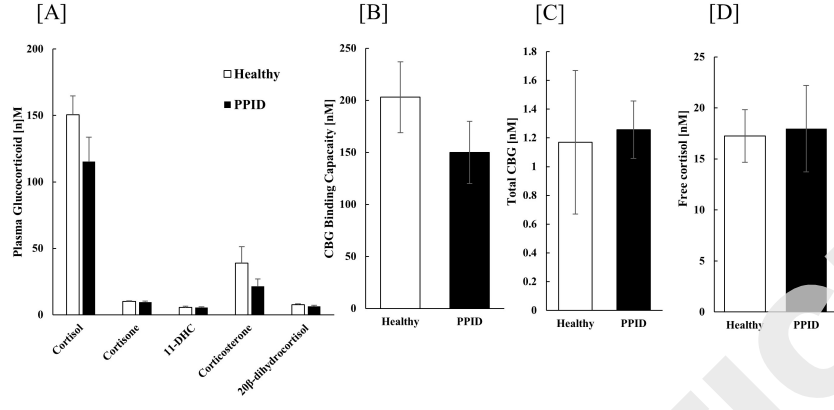 [A]
Plasma Glucocorticoid [n]M
200
150
100
50
0
Healthy
PPID
Cortisol
Cortisone
11-DHC
Corticosterone
20β-dihydrocortisol
[B]
CBG Binding Capacaity [nM]
250
200
150
100
50
0
Healthy
PPID
[C]
Total CBG [nM]
1.8
1.6
1.4
1.2
1
0.8
0.6
0.4
0.2
0
Healthy
PPID
[D]
Free cortisol [nM]
25
20
15
10
5
0
Healthy
PPID